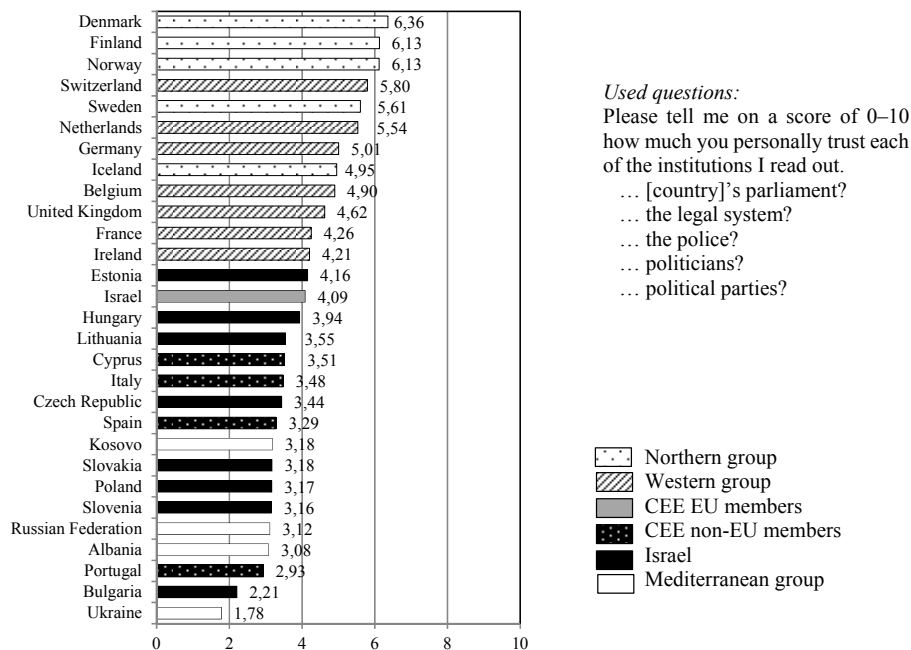 Denmark 6,36
Finland 6,13
Norway 6,13
Switzerland 5,80
Sweden 5,61
Netherlands 5,54
Germany 5,01
Iceland 4,95
Belgium 4,90
United Kingdom 4,62
France 4,26
Ireland 4,21
Estonia 4,16
Israel 4,09
Hungary 3,94
Lithuania 3,55
Cyprus 3,51
Italy 3,48
Czech Republic 3,44
Spain 3,29
Kosovo 3,18
Slovakia 3,18
Poland 3,17
Slovenia 3,16
Russian Federation 3,12
Albania 3,08
Portugal 2,93
Bulgaria 2,21
Ukraine 1,78
0 2 4 6 8 10
Used questions:
Please tell me on a score of 0–10
how much you personally trust each
of the institutions I read out.
… [country]'s parliament?
… the legal system?
… the police?
… politicians?
… political parties?
Northern group
Western group
CEE EU members
CEE non-EU members
Israel
Mediterranean group